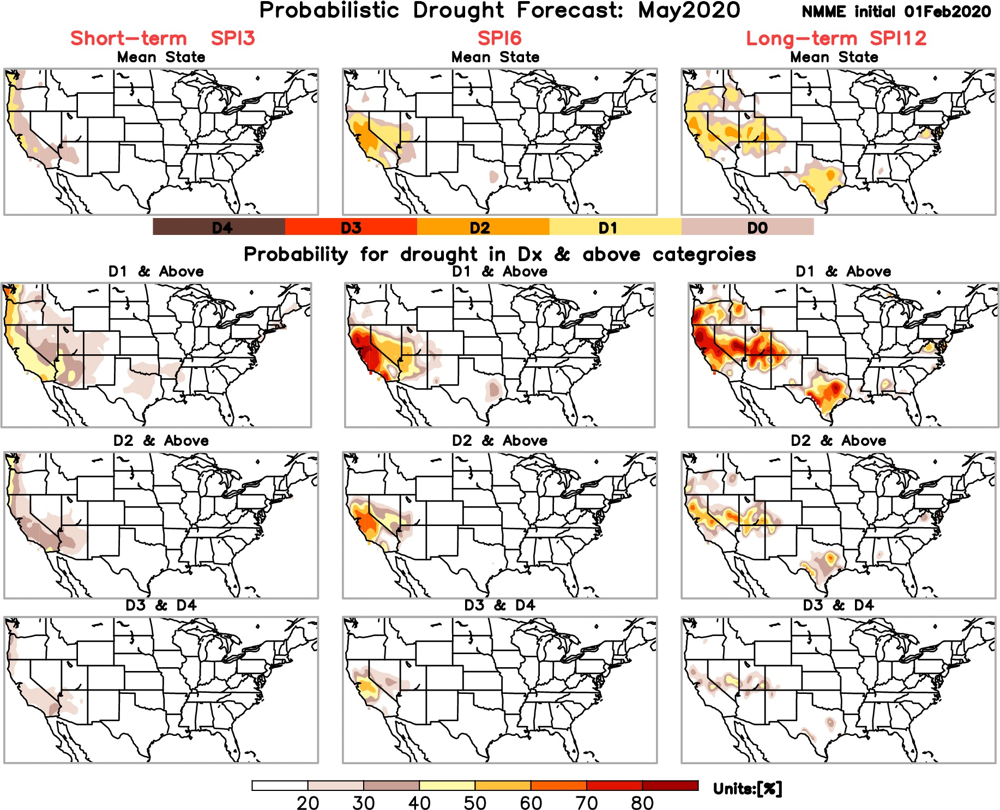 Probabilistic Drought Forecast: May2020 NMME initial 01Feb2020
Short-term SPI3 SPI6 Long-term SPI12
Mean State Mean State Mean State
D4 D3 D2 D1 D0
Probability for drought in Dx & above categroies
D1 & Above D1 & Above D1 & Above
D2 & Above D2 & Above D2 & Above
D3 & D4 D3 & D4 D3 & D4
20 30 40 50 60 70 80 Units:[%]